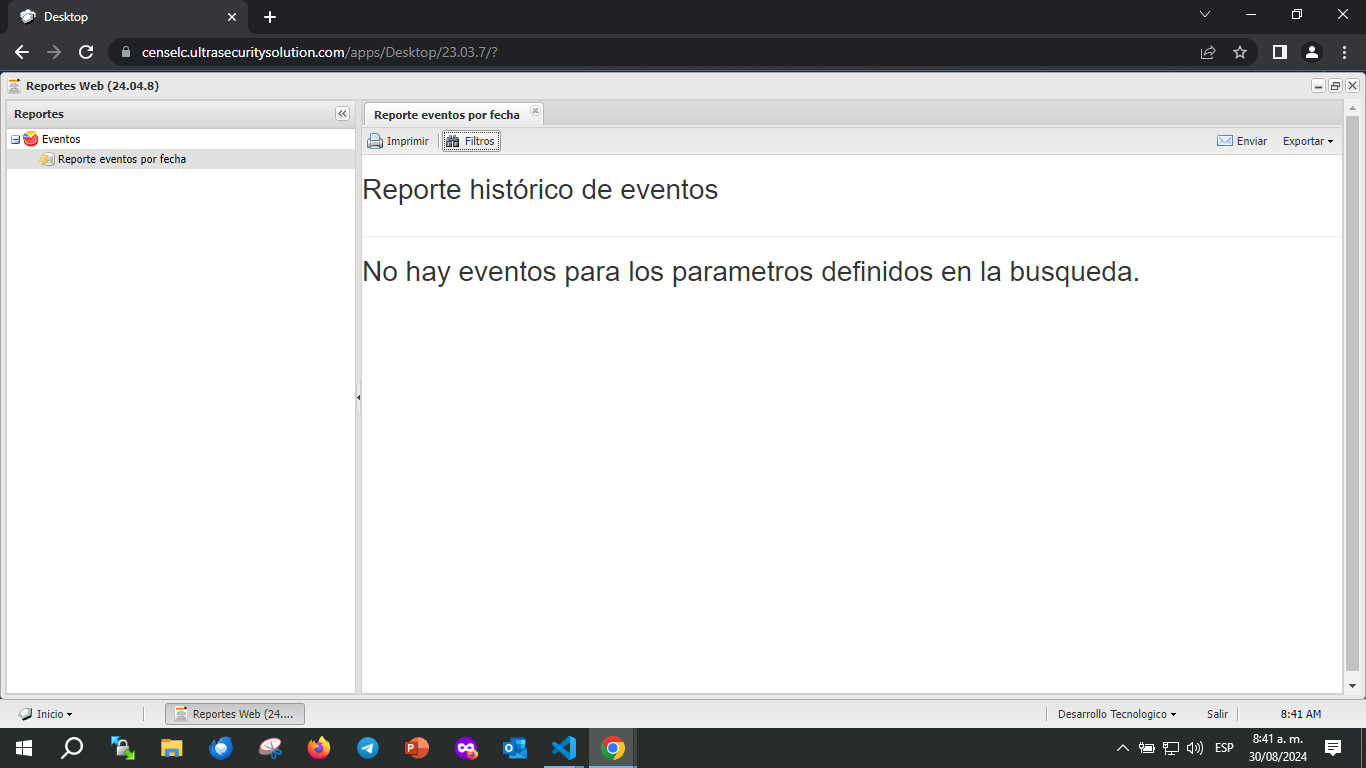 Desktop
censelc.ultrasecuritysolution.com/apps/Desktop/23.03.7/?
Reportes Web (24.04.8)
Reportes
Eventos
Reporte eventos por fecha
Reporte eventos por fecha
Imprimir
Filtros
Enviar
Exportar
Reporte histórico de eventos
No hay eventos para los parametros definidos en la busqueda.
Inicio
Reportes Web (24....
Desarrollo Tecnologico
Salir
8:41 AM
ESP
8:41 a. m.
30/08/2024